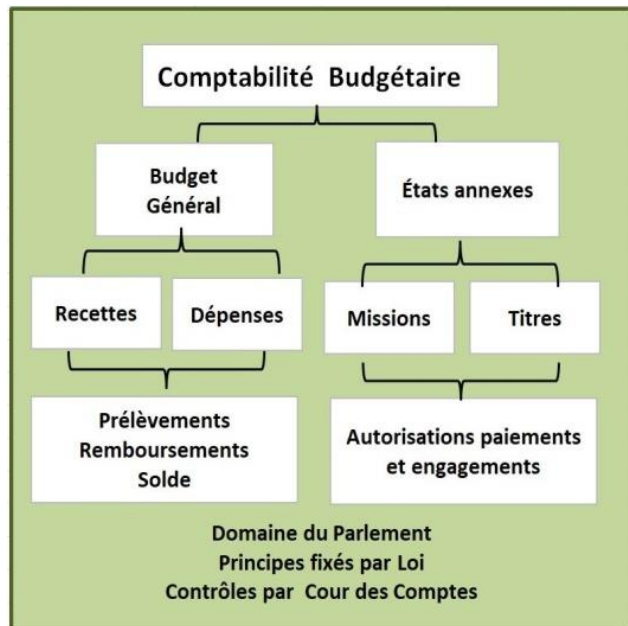 Comptabilité Budgétaire
Budget
Général
États annexes
Recettes
Dépenses
Missions
Titres
Prélèvements
Remboursements
Solde
Autorisations paiements
et engagements
Domaine du Parlement
Principes fixés par Loi
Contrôles par Cour des Comptes